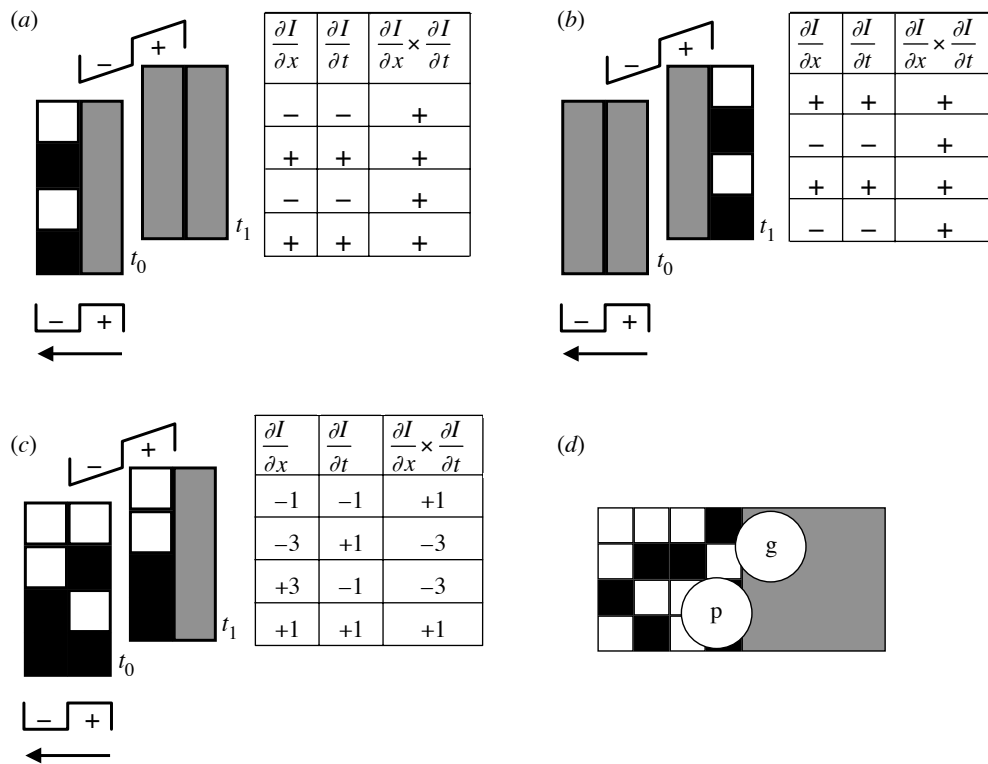 (a)
− +
t₀
t₁
− +
∂I/∂x ∂I/∂t ∂I/∂x × ∂I/∂t
− − +
+ + +
− − +
+ + +
(b)
− +
t₀
t₁
− +
∂I/∂x ∂I/∂t ∂I/∂x × ∂I/∂t
+ + +
− − +
+ + +
− − +
(c)
− +
t₀
t₁
− +
∂I/∂x ∂I/∂t ∂I/∂x × ∂I/∂t
−1 −1 +1
−3 +1 −3
+3 −1 −3
+1 +1 +1
(d)
g
p